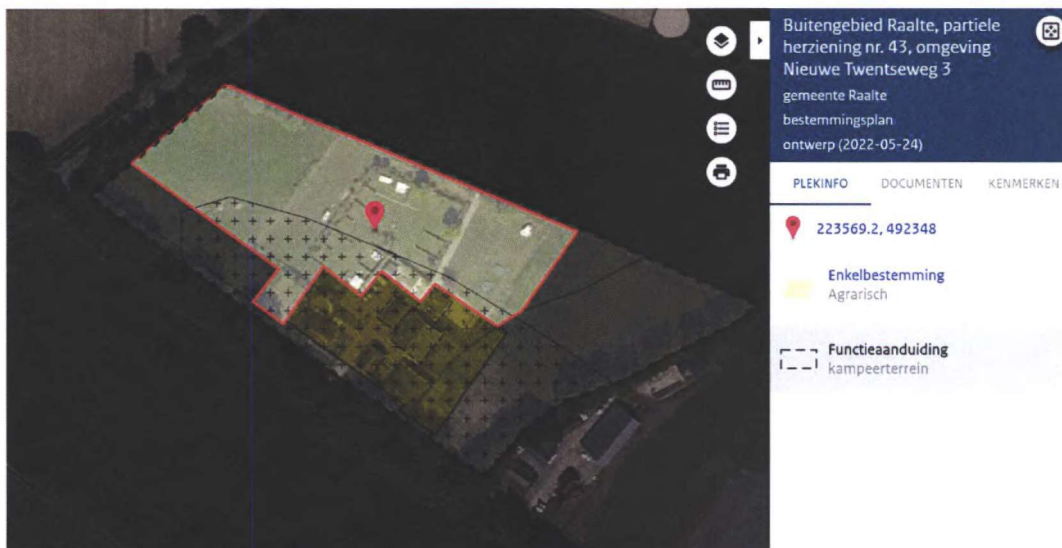 Buitengebied Raalte, partiele
herziening nr. 43, omgeving
Nieuwe Twentseweg 3
gemeente Raalte
bestemmingsplan
ontwerp (2022-05-24)
PLEKINFO DOCUMENTEN KENMERKEN
223569.2, 492348
Enkelbestemming
Agrarisch
Functieaanduiding
kampeerterrein